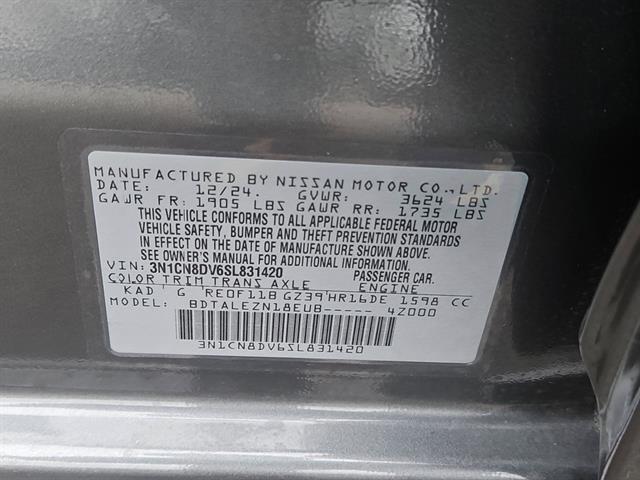 MANUFACTURED BY NISSAN MOTOR CO.,LTD.
DATE: 12/24. GVWR: 3624 LBS
GAWR FR: 1905 LBS GAWR RR: 1735 LBS
THIS VEHICLE CONFORMS TO ALL APPLICABLE FEDERAL MOTOR
VEHICLE SAFETY, BUMPER AND THEFT PREVENTION STANDARDS
IN EFFECT ON THE DATE OF MANUFACTURE SHOWN ABOVE.
SEE OWNER'S MANUAL FOR ADDITIONAL INFORMATION.
VIN: 3N1CN8DV6SL831420 PASSENGER CAR.
COLOR TRIM TRANS AXLE ENGINE
KAD G RE0F11B GZ39 HR16DE 1598 CC
BDTALEZN18EUB----- 4Z000
3N1CN8DV6SL831420